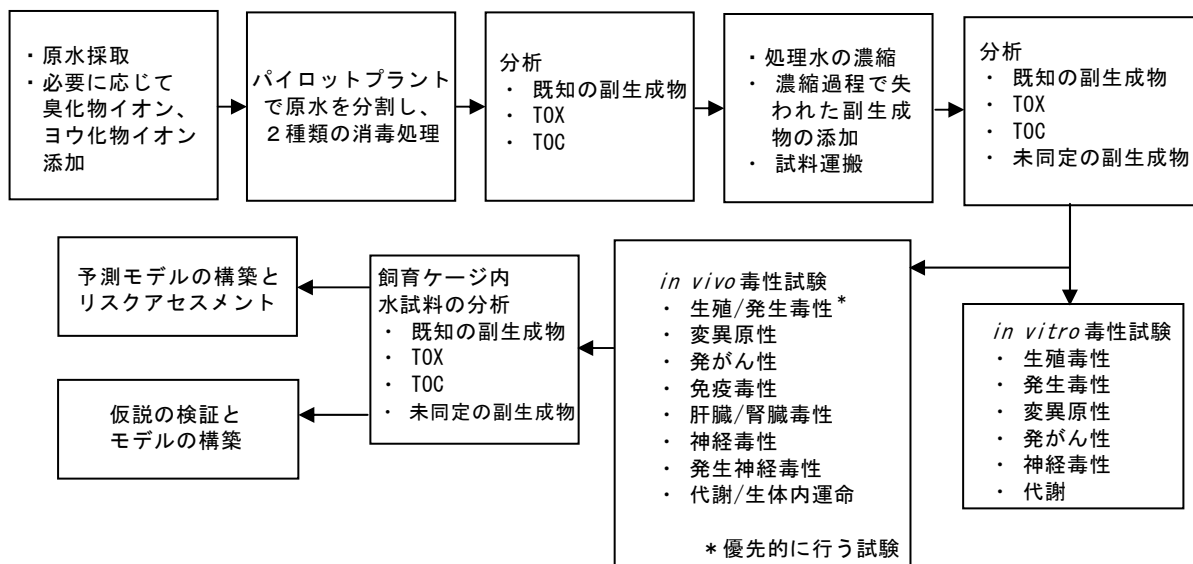 ・原水採取
・必要に応じて
臭化物イオン、
ヨウ化物イオン
添加
パイロットプラント
で原水を分割し、
２種類の消毒処理
分析
・ 既知の副生成物
・ TOX
・ TOC
・処理水の濃縮
・ 濃縮過程で失
われた副生成
物の添加
・ 試料運搬
分析
・ 既知の副生成物
・ TOX
・ TOC
・ 未同定の副生成物
予測モデルの構築と
リスクアセスメント
仮説の検証と
モデルの構築
飼育ケージ内
水試料の分析
・ 既知の副生成物
・ TOX
・ TOC
・ 未同定の副生成物
in vivo 毒性試験
・ 生殖/発生毒性*
・ 変異原性
・ 発がん性
・ 免疫毒性
・ 肝臓/腎臓毒性
・ 神経毒性
・ 発生神経毒性
・ 代謝/生体内運命
＊優先的に行う試験
in vitro 毒性試験
・ 生殖毒性
・ 発生毒性
・ 変異原性
・ 発がん性
・ 神経毒性
・ 代謝